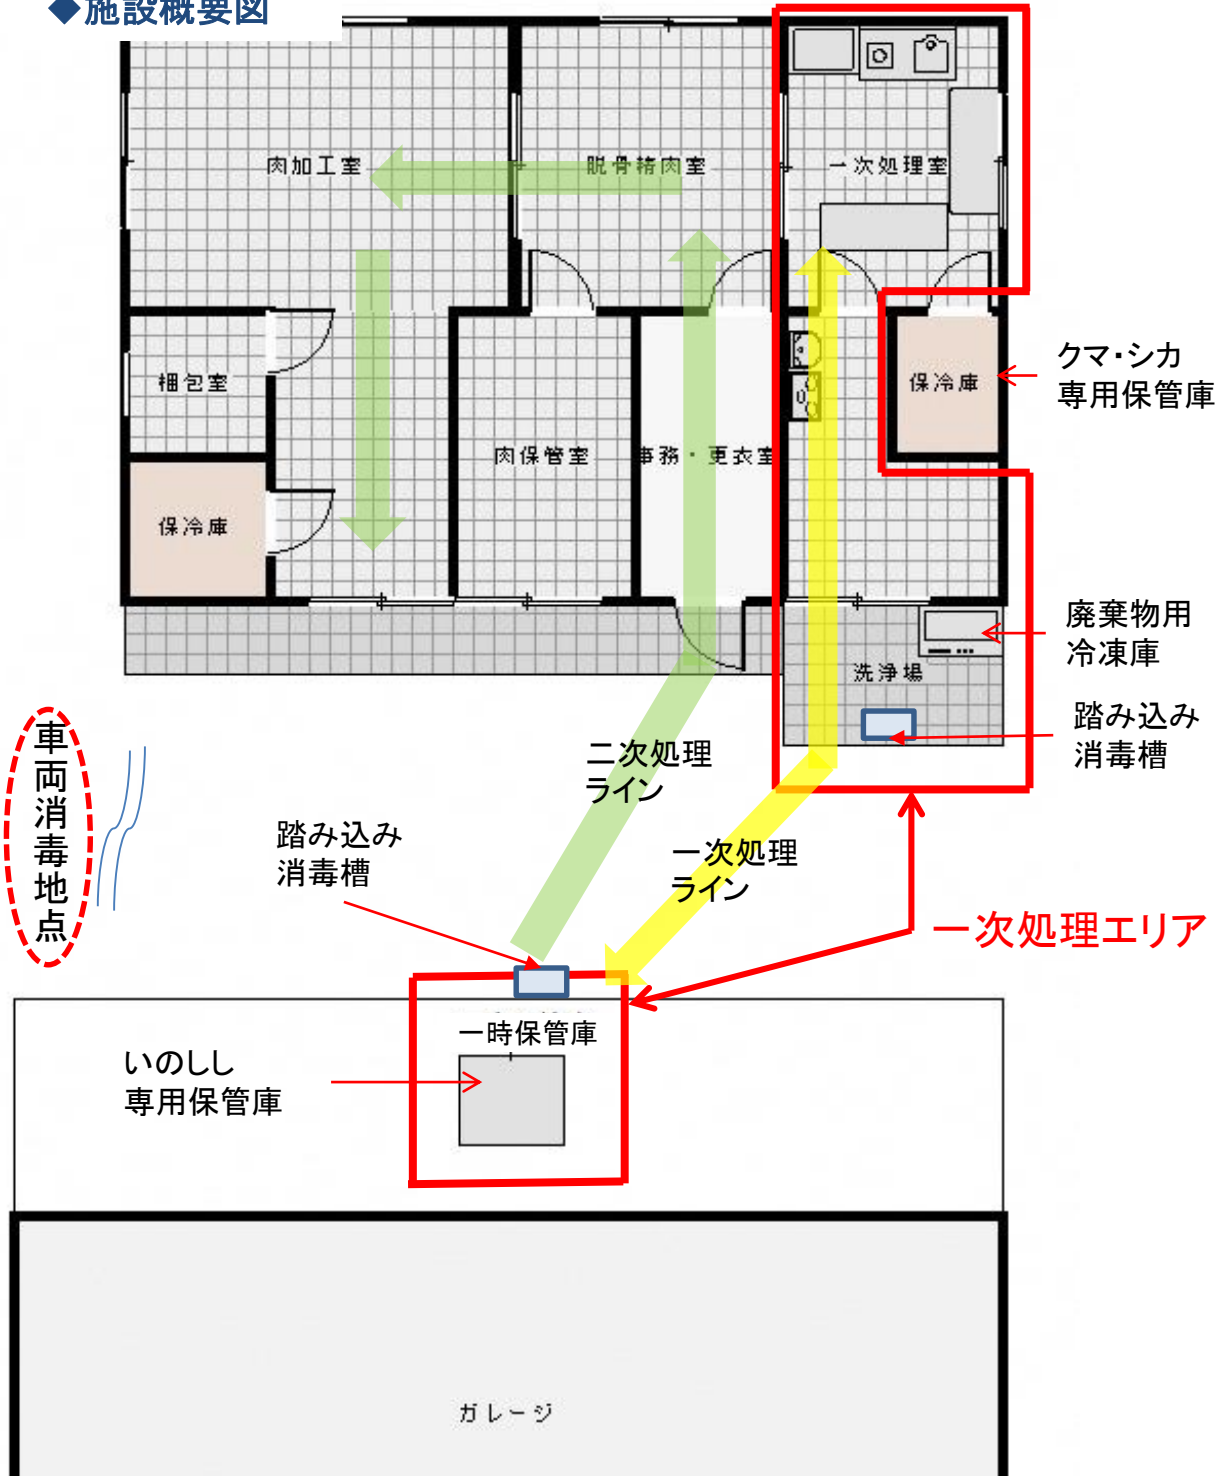 ◆施設概要図
肉加工室
脱骨精肉室
一次処理室
クマ・シカ
専用保管庫
梱包室
保冷庫
肉保管室
事務・更衣室
保冷庫
廃棄物用
冷凍庫
洗浄場
踏み込み
消毒槽
車両消毒地点
二次処理
ライン
踏み込み
消毒槽
一次処理
ライン
一次処理エリア
一時保管庫
いのしし
専用保管庫
ガレージ